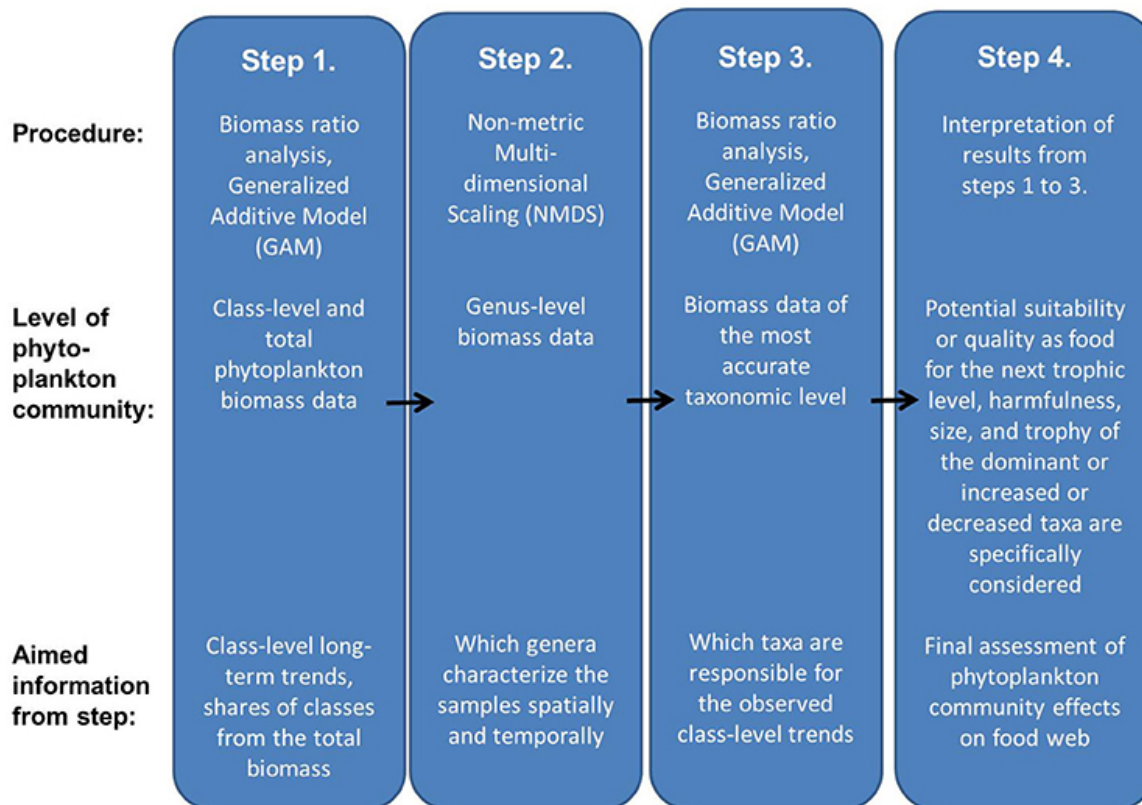 Step 1.
Step 2.
Step 3.
Step 4.
Procedure:
Biomass ratio
analysis,
Generalized
Additive Model
(GAM)
Non-metric
Multi-
dimensional
Scaling (NMDS)
Biomass ratio
analysis,
Generalized
Additive Model
(GAM)
Interpretation of
results from
steps 1 to 3.
Level of
phyto-
plankton
community:
Class-level and
total
phytoplankton
biomass data
Genus-level
biomass data
Biomass data of
the most
accurate
taxonomic level
Potential suitability
or quality as food
for the next trophic
level, harmfulness,
size, and trophy of
the dominant or
increased or
decreased taxa are
specifically
considered
Aimed
information
from step:
Class-level long-
term trends,
shares of classes
from the total
biomass
Which genera
characterize the
samples spatially
and temporally
Which taxa are
responsible for
the observed
class-level trends
Final assessment of
phytoplankton
community effects
on food web